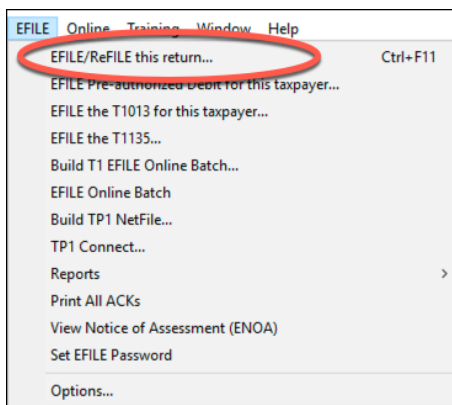 EFILE Online Training Window Help
EFILE/ReFILE this return... Ctrl+F11
EFILE Pre-authorized Debit for this taxpayer...
EFILE the T1013 for this taxpayer...
EFILE the T1135...
Build T1 EFILE Online Batch...
EFILE Online Batch
Build TP1 NetFile...
TP1 Connect...
Reports >
Print All ACKs
View Notice of Assessment (ENOA)
Set EFILE Password
Options...